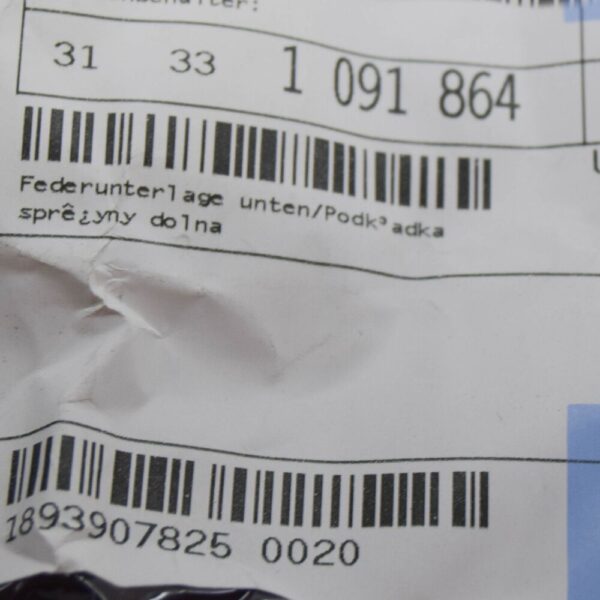 31 33 1 091 864
Federunterlage unten/Podk³adka
sprê¿yny dolna
1893907825 0020